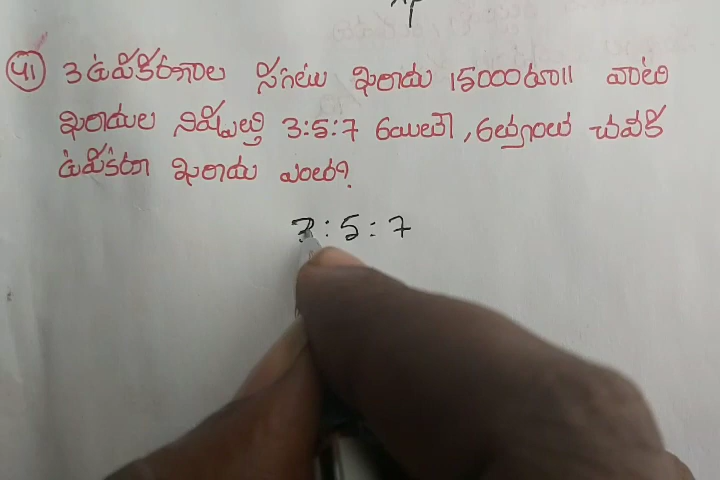 41 3 ఉపకరణాల సగటు ఖరీదు 15000రూ॥ వాటి
ఖరీదుల నిష్పత్తి 3:5:7 అయితే, అత్యంత చవక
ఉపకరణ ఖరీదు ఎంత?
3:5:7